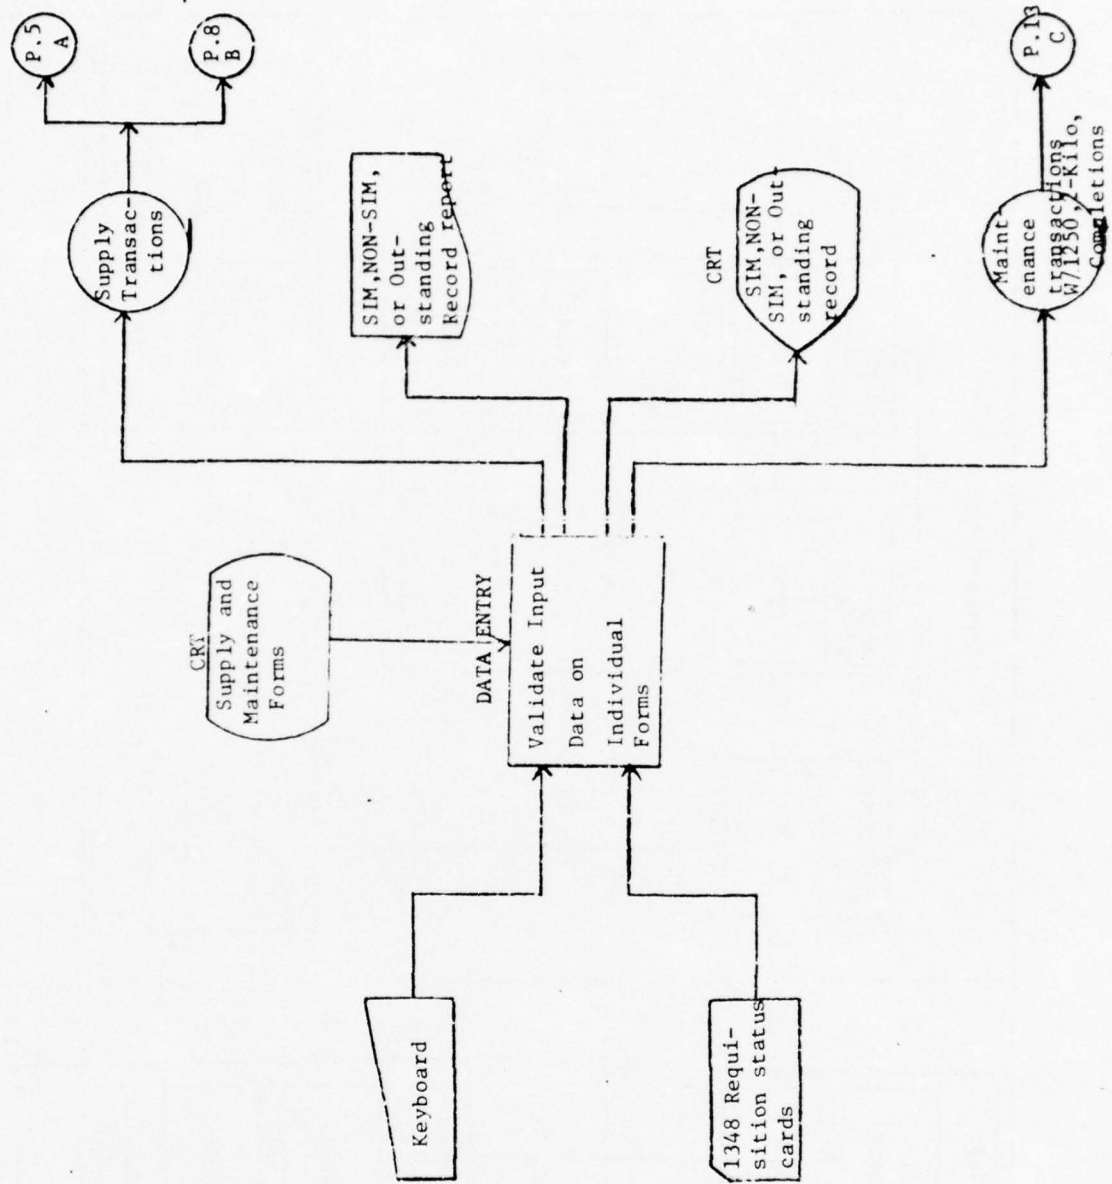 Keyboard
1348 Requi-
sition status
cards
CRT
Supply and
Maintenance
Forms
DATA ENTRY
Validate Input
Data on
Individual
Forms
Supply
Transac-
tions
P.5
A
P.8
B
SIM,NON-SIM,
or Out-
standing
Record report
CRT
SIM,NON-
SIM, or Out
standing
record
Maint-
enance
transactions
W/1250,1-Kilo,
Completions
P.13
C